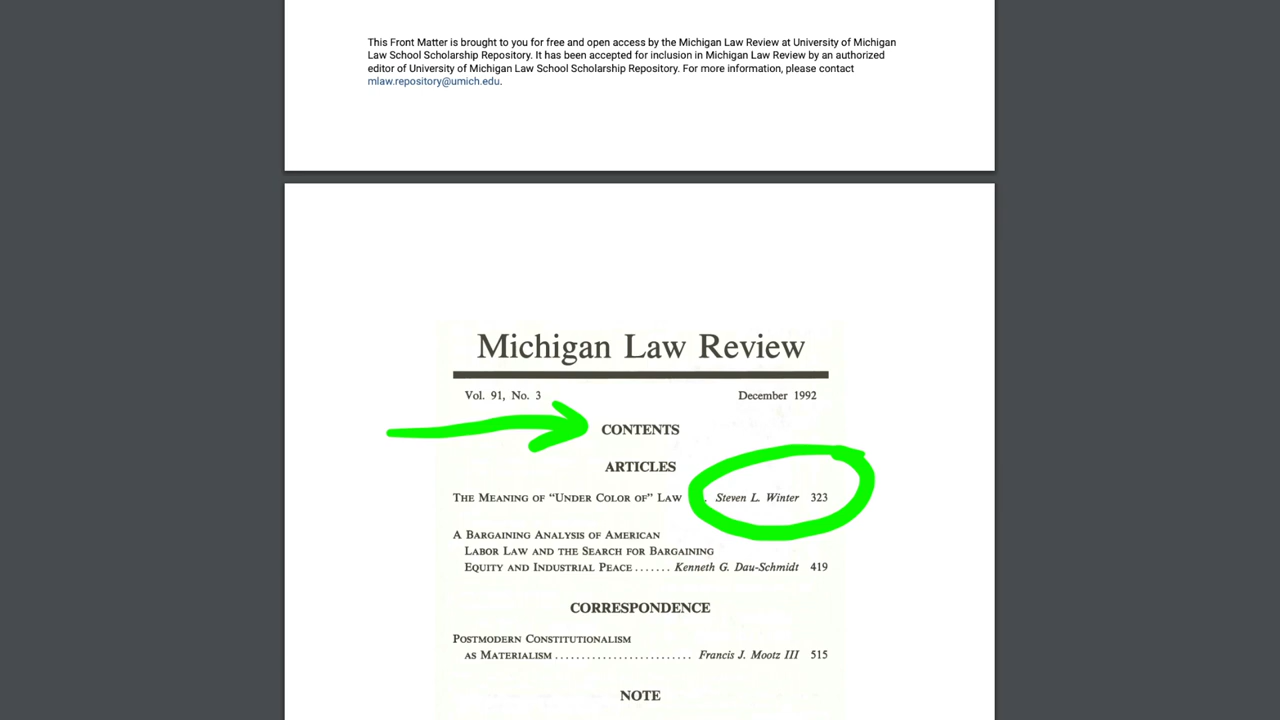 This Front Matter is brought to you for free and open access by the Michigan Law Review at University of Michigan
Law School Scholarship Repository. It has been accepted for inclusion in Michigan Law Review by an authorized
editor of University of Michigan Law School Scholarship Repository. For more information, please contact
mlaw.repository@umich.edu.
Michigan Law Review
Vol. 91, No. 3 December 1992
CONTENTS
ARTICLES
THE MEANING OF “UNDER COLOR OF” LAW . Steven L. Winter 323
A BARGAINING ANALYSIS OF AMERICAN
LABOR LAW AND THE SEARCH FOR BARGAINING
EQUITY AND INDUSTRIAL PEACE ....... Kenneth G. Dau-Schmidt 419
CORRESPONDENCE
POSTMODERN CONSTITUTIONALISM
AS MATERIALISM .......................... Francis J. Mootz III 515
NOTE